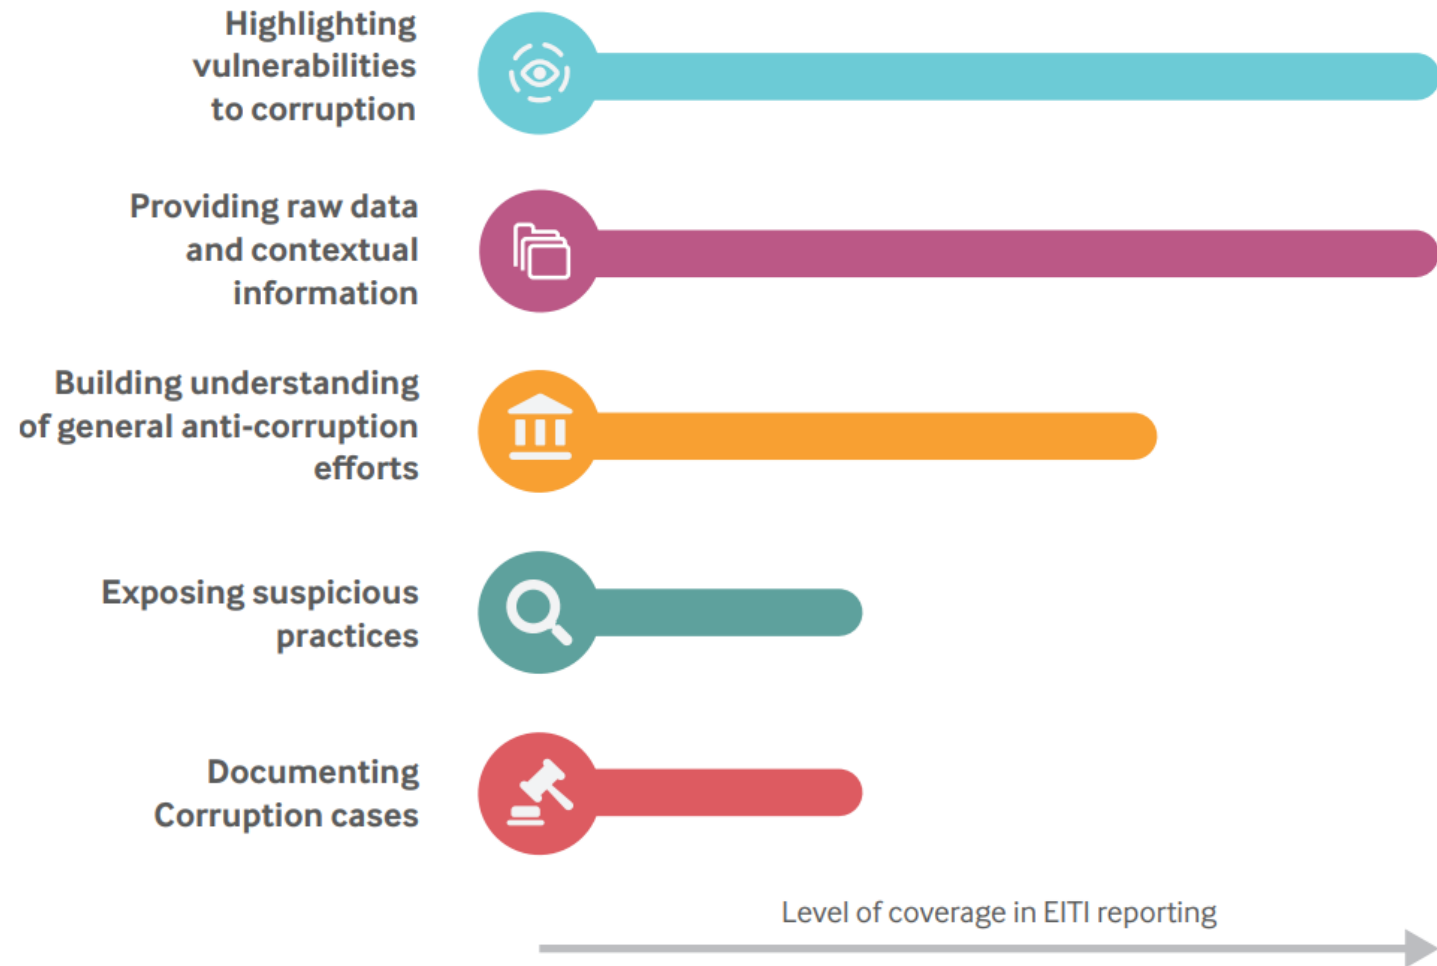 Highlighting
vulnerabilities
to corruption
Providing raw data
and contextual
information
Building understanding
of general anti-corruption
efforts
Exposing suspicious
practices
Documenting
Corruption cases
Level of coverage in EITI reporting